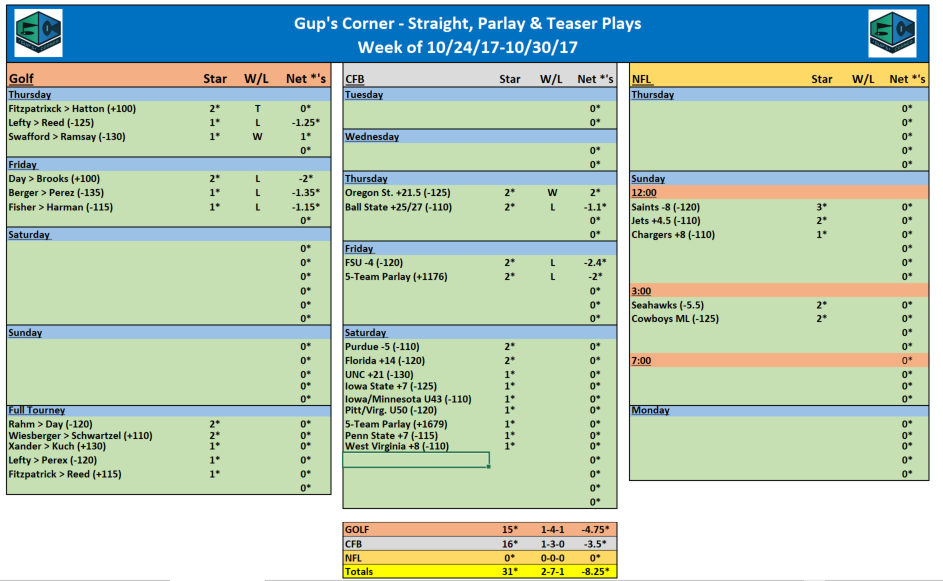 Gup's Corner - Straight, Parlay & Teaser Plays
Week of 10/24/17-10/30/17
Golf Star W/L Net *'s
Thursday
Fitzpatrixck > Hatton (+100) 2* T 0*
Lefty > Reed (-125) 1* L -1.25*
Swafford > Ramsay (-130) 1* W 1*
0*
Friday
Day > Brooks (+100) 2* L -2*
Berger > Perez (-135) 1* L -1.35*
Fisher > Harman (-115) 1* L -1.15*
0*
Saturday
0*
0*
0*
0*
0*
0*
Sunday
0*
0*
0*
0*
0*
Full Tourney
Rahm > Day (-120) 2* 0*
Wiesberger > Schwartzel (+110) 2* 0*
Xander > Kuch (+130) 1* 0*
Lefty > Perex (-120) 1* 0*
Fitzpatrick > Reed (+115) 1* 0*
0*
CFB Star W/L Net *'s
Tuesday
0*
0*
Wednesday
0*
0*
Thursday
Oregon St. +21.5 (-125) 2* W 2*
Ball State +25/27 (-110) 2* L -1.1*
0*
0*
Friday
FSU -4 (-120) 2* L -2.4*
5-Team Parlay (+1176) 2* L -2*
0*
0*
0*
Saturday
Purdue -5 (-110) 2* 0*
Florida +14 (-120) 2* 0*
UNC +21 (-130) 1* 0*
Iowa State +7 (-125) 1* 0*
Iowa/Minnesota U43 (-110) 1* 0*
Pitt/Virg. U50 (-120) 1* 0*
5-Team Parlay (+1679) 1* 0*
Penn State +7 (-115) 1* 0*
West Virginia +8 (-110) 1* 0*
0*
0*
0*
0*
NFL Star W/L Net *'s
Thursday
0*
0*
0*
0*
0*
Sunday
12:00
Saints -8 (-120) 3* 0*
Jets +4.5 (-110) 2* 0*
Chargers +8 (-110) 1* 0*
0*
0*
0*
3:00
Seahawks (-5.5) 2* 0*
Cowboys ML (-125) 2* 0*
0*
0*
7:00 0*
0*
0*
0*
Monday
0*
0*
0*
0*
0*
GOLF 15* 1-4-1 -4.75*
CFB 16* 1-3-0 -3.5*
NFL 0* 0-0-0 0*
Totals 31* 2-7-1 -8.25*